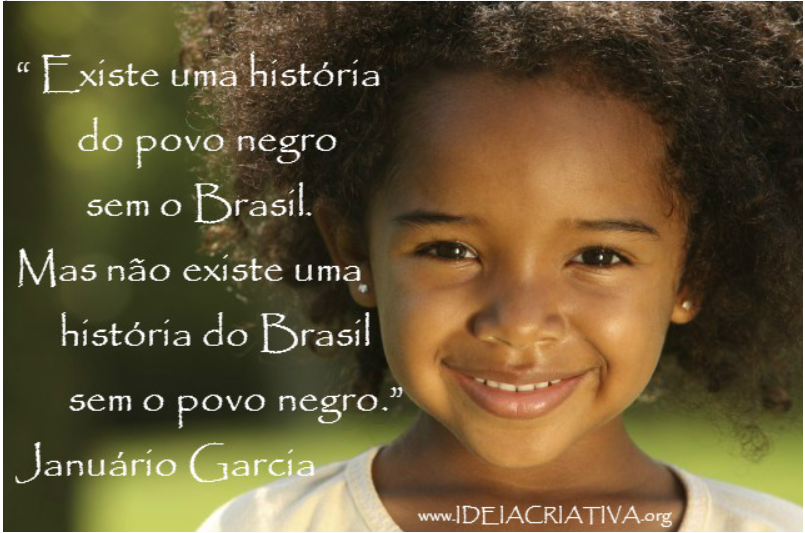 “ Existe uma história
do povo negro
sem o Brasil.
Mas não existe uma
história do Brasil
sem o povo negro.”
Januário Garcia
www.IDEIACRIATIVA.org